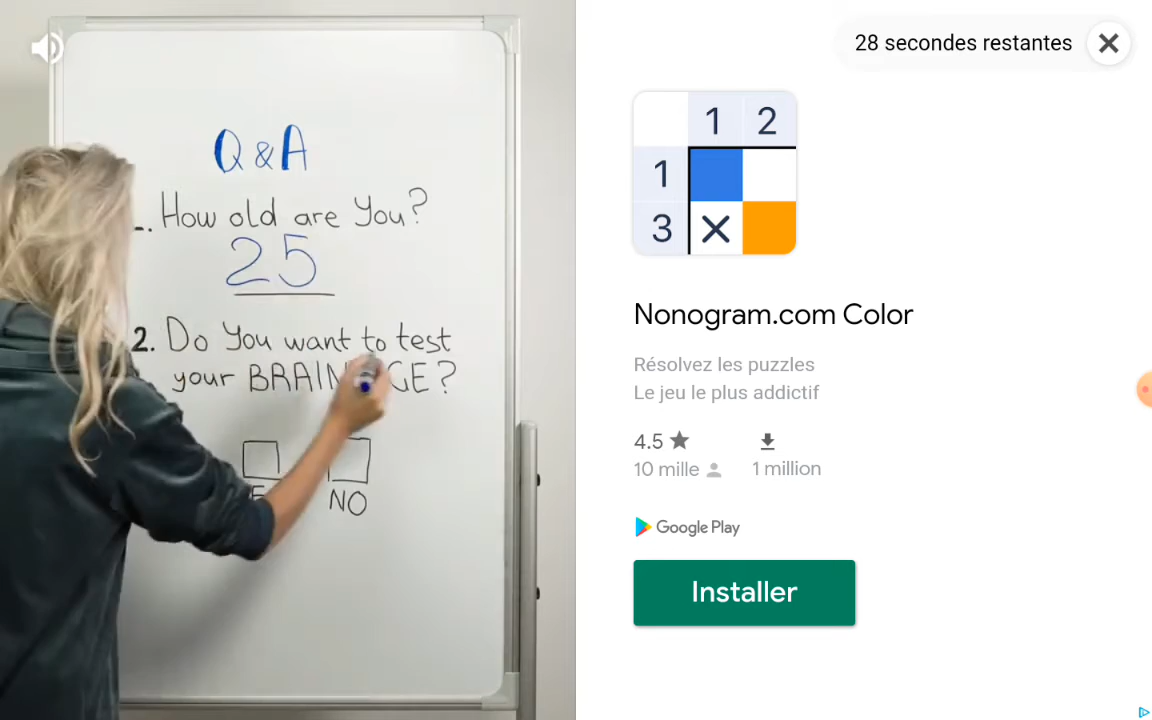 Q & A
How old are You?
25
2. Do You want to test
your BRAIN GE?
NO
28 secondes restantes
1 2
1
3
Nonogram.com Color
Résolvez les puzzles
Le jeu le plus addictif
4.5
10 mille 1 million
Google Play
Installer